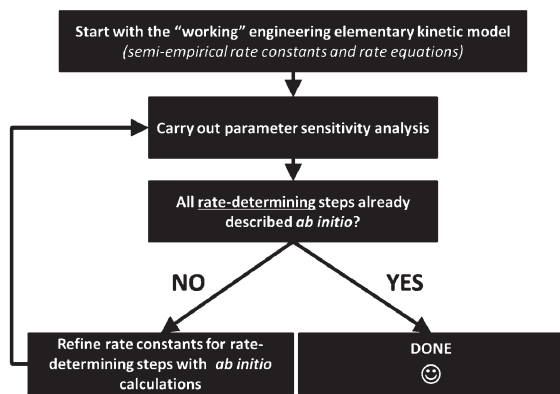 Start with the “working” engineering elementary kinetic model
(semi-empirical rate constants and rate equations)
Carry out parameter sensitivity analysis
All rate-determining steps already
described ab initio?
NO
YES
Refine rate constants for rate-
determining steps with ab initio
calculations
DONE
☺